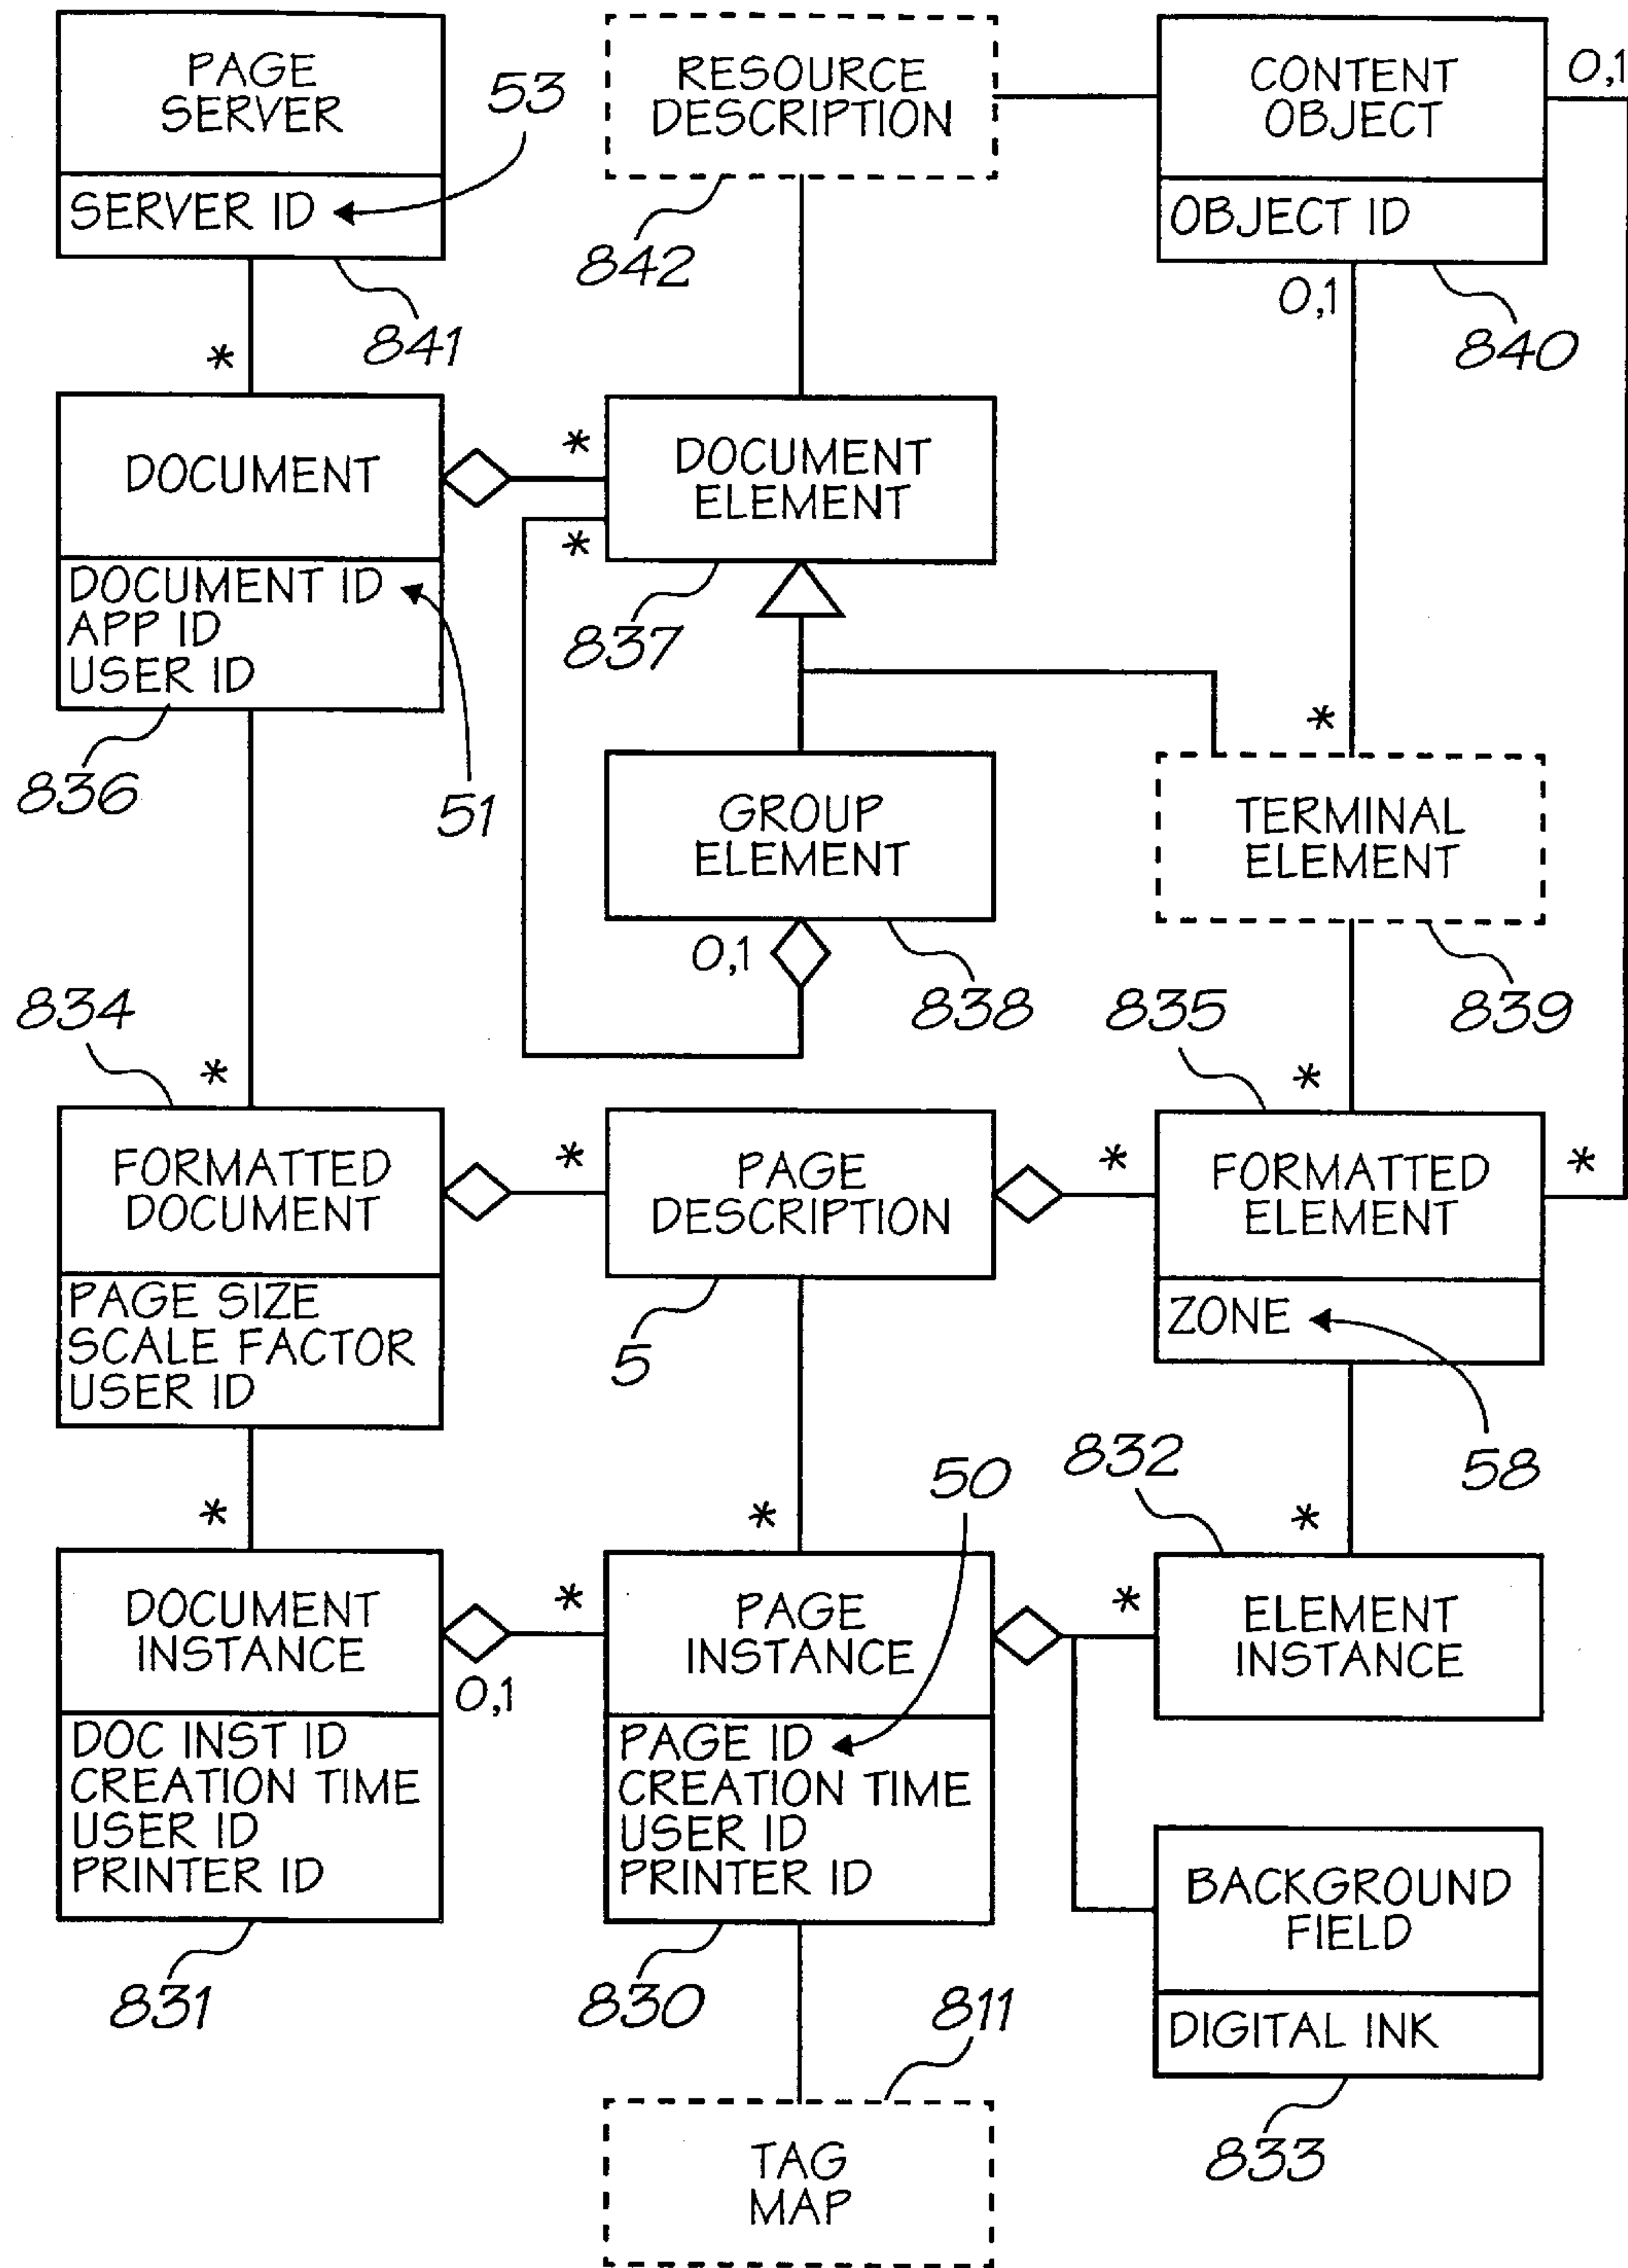 PAGE
SERVER
SERVER ID
53
841
RESOURCE
DESCRIPTION
842
CONTENT
OBJECT
OBJECT ID
0,1
0,1
840
*
DOCUMENT
DOCUMENT ID
APP ID
USER ID
836
51
*
*
DOCUMENT
ELEMENT
837
GROUP
ELEMENT
0,1
838
*
TERMINAL
ELEMENT
839
834
*
FORMATTED
DOCUMENT
PAGE SIZE
SCALE FACTOR
USER ID
*
PAGE
DESCRIPTION
5
835
*
*
FORMATTED
ELEMENT
*
ZONE
58
*
DOCUMENT
INSTANCE
0,1
DOC INST ID
CREATION TIME
USER ID
PRINTER ID
831
*
*
50
PAGE
INSTANCE
PAGE ID
CREATION TIME
USER ID
PRINTER ID
830
832
*
*
ELEMENT
INSTANCE
BACKGROUND
FIELD
DIGITAL INK
833
811
TAG
MAP